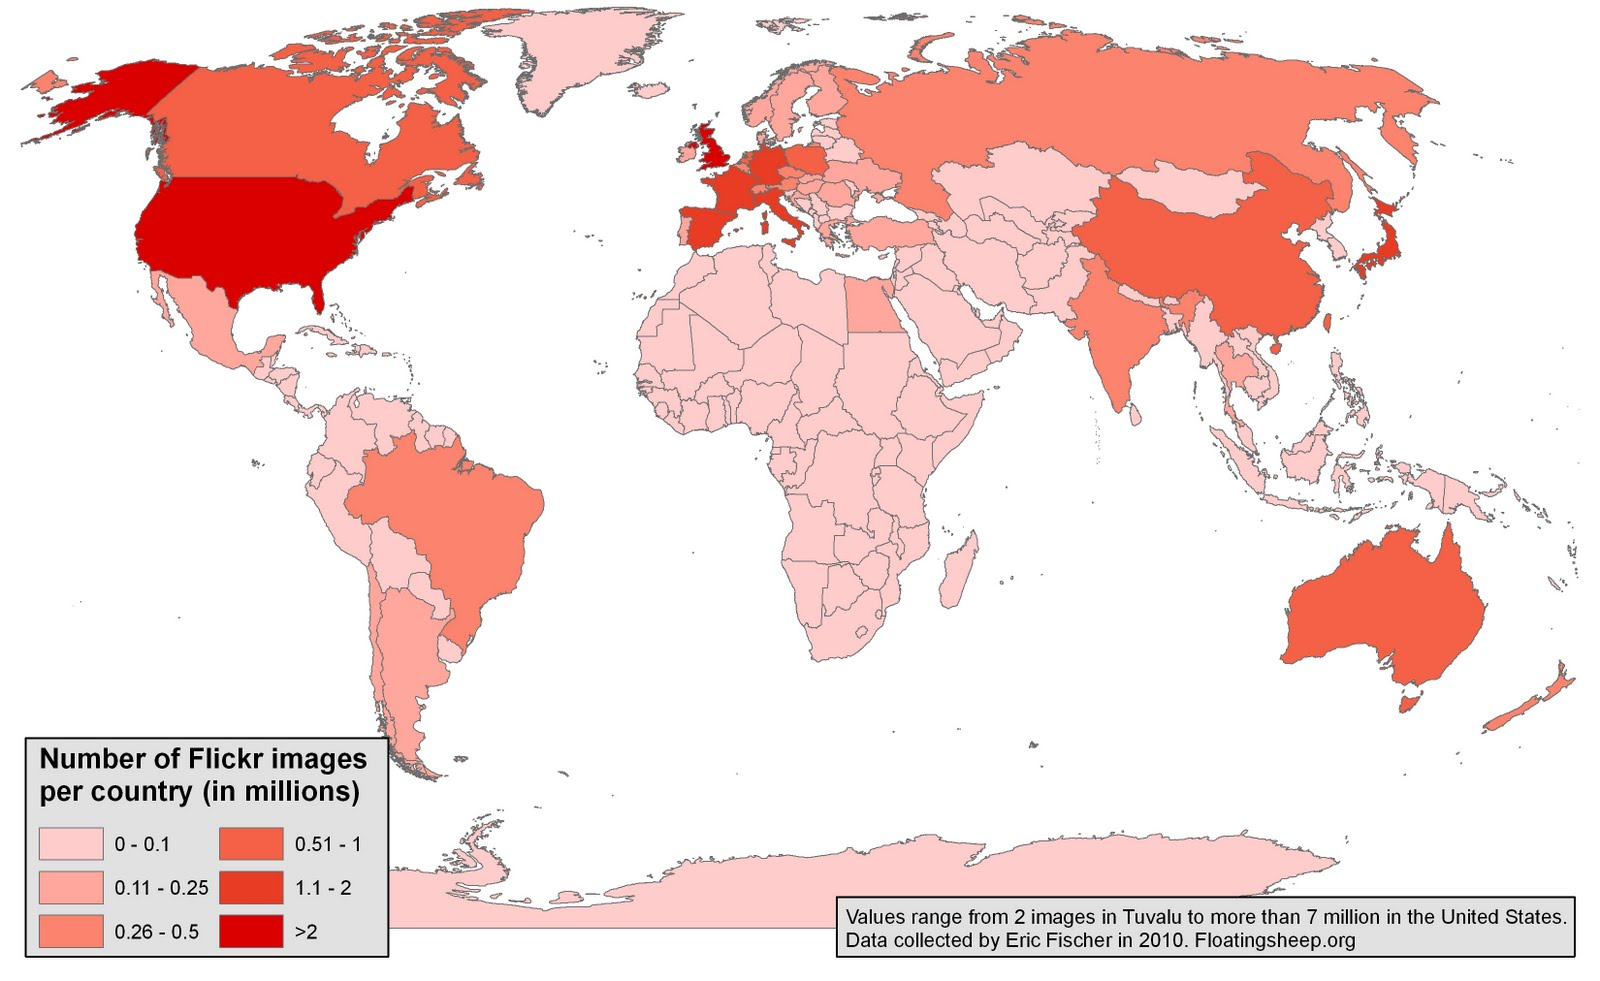 Number of Flickr images
per country (in millions)
0 - 0.1
0.51 - 1
0.11 - 0.25
1.1 - 2
0.26 - 0.5
>2
Values range from 2 images in Tuvalu to more than 7 million in the United States.
Data collected by Eric Fischer in 2010. Floatingsheep.org